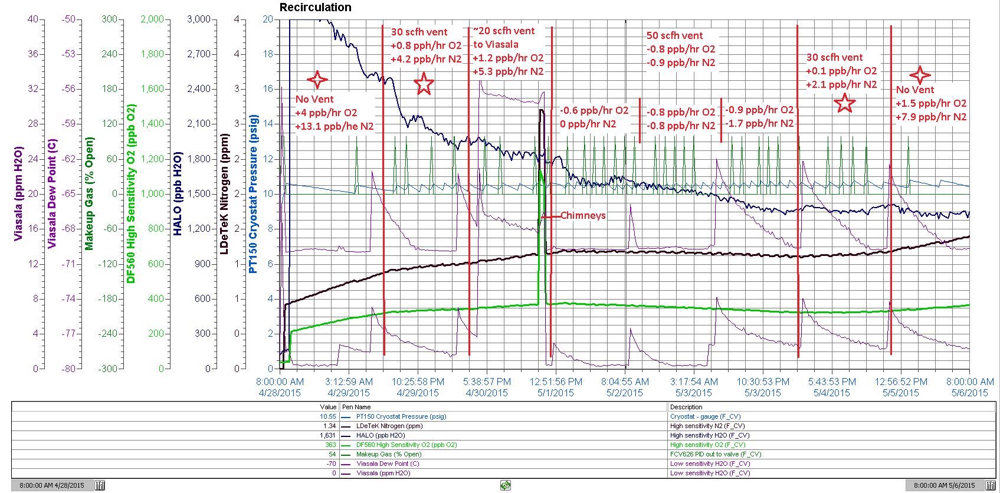 Recirculation
40
36
32
28
24
20
16
12
8
4
0
Viasala (ppm H2O)
-50
-53
-56
-59
-62
-65
-68
-71
-74
-77
-80
Viasala Dew Point (C)
300
240
180
120
60
0
-60
-120
-180
-240
-300
Makeup Gas (% Open)
2,000
1,800
1,600
1,400
1,200
1,000
800
600
400
200
0
DF560 High Sensitivity O2 (ppb O2)
3,000
2,700
2,400
2,100
1,800
1,500
1,200
900
600
300
0
HALO (ppb H2O)
4
4
3
3
2
2
2
1
1
0
0
LDeTeK Nitrogen (ppm)
20
18
16
14
12
10
8
6
4
2
0
PT150 Cryostat Pressure (psig)
No Vent
+4 ppb/hr O2
+13.1 ppb/he N2
30 scfh vent
+0.8 pph/hr O2
+4.2 ppb/hr N2
~20 scfh vent
to Viasala
+1.2 ppb/hr O2
+5.3 ppb/hr N2
50 scfh vent
-0.8 ppb/hr O2
-0.9 ppb/hr N2
-0.6 ppb/hr O2
0 ppb/hr N2
-0.8 ppb/hr O2
-0.8 ppb/hr N2
-0.9 ppb/hr O2
-1.7 ppb/hr N2
30 scfh vent
+0.1 ppb/hr O2
+2.1 ppb/hr N2
No Vent
+1.5 ppb/hr O2
+7.9 ppb/hr N2
Chimneys
8:00:00 AM 3:12:59 AM 10:25:58 PM 5:38:57 PM 12:51:56 PM 8:04:55 AM 3:17:54 AM 10:30:53 PM 5:43:53 PM 12:56:52 PM 8:00:00 AM
4/28/2015 4/29/2015 4/29/2015 4/30/2015 5/1/2015 5/2/2015 5/3/2015 5/3/2015 5/4/2015 5/5/2015 5/6/2015
Value Pen Name Description
10.55 PT150 Cryostat Pressure (psig) Cryostat - gauge (F_CV)
1.34 LDeTeK Nitrogen (ppm) High sensitivity N2 (F_CV)
1,631 HALO (ppb H2O) High sensitivity H2O (F_CV)
363 DF560 High Sensitivity O2 (ppb O2) High sensitivity O2 (F_CV)
54 Makeup Gas (% Open) FCV626 PID out to valve (F_CV)
-70 Viasala Dew Point (C) Low sensitivity H2O (F_CV)
0 Viasala (ppm H2O) Low sensitivity H2O (F_CV)
8:00:00 AM 4/28/2015 8:00:00 AM 5/6/2015